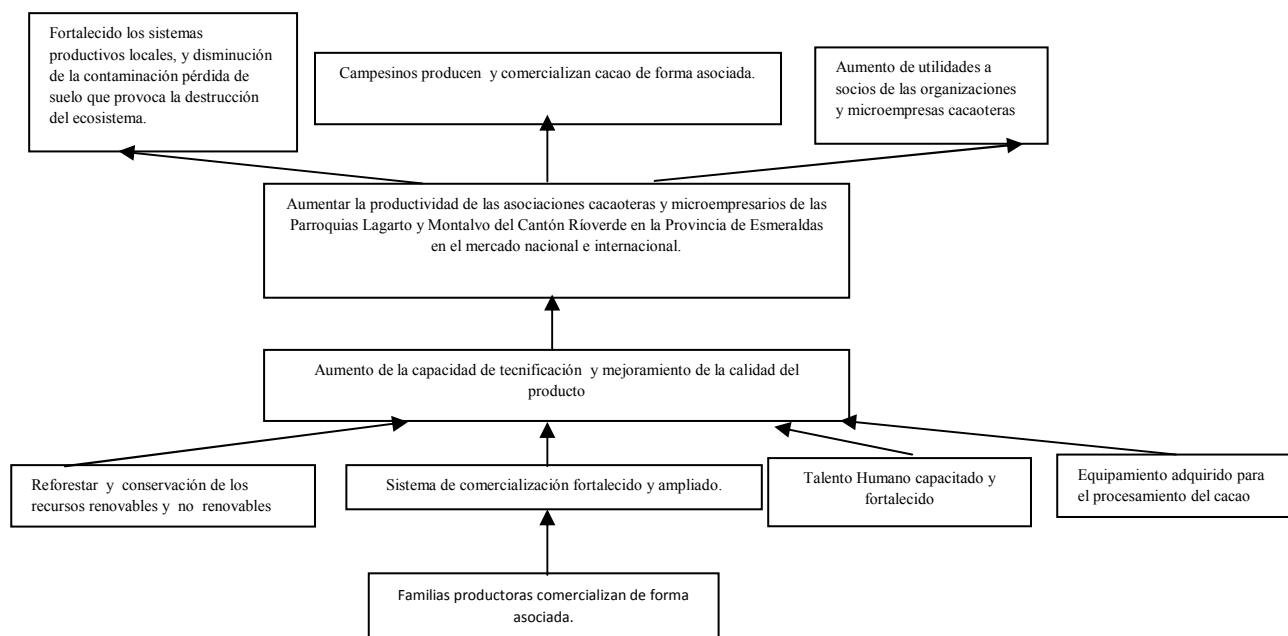 Fortalecido los sistemas
productivos locales, y disminución
de la contaminación pérdida de
suelo que provoca la destrucción
del ecosistema.
Campesinos producen y comercializan cacao de forma asociada.
Aumento de utilidades a
socios de las organizaciones
y microempresas cacaoteras
Aumentar la productividad de las asociaciones cacaoteras y microempresarios de las
Parroquias Lagarto y Montalvo del Cantón Ríoverde en la Provincia de Esmeraldas
en el mercado nacional e internacional.
Aumento de la capacidad de tecnificación y mejoramiento de la calidad del
producto
Reforestar y conservación de los
recursos renovables y no renovables
Sistema de comercialización fortalecido y ampliado.
Talento Humano capacitado y
fortalecido
Equipamiento adquirido para
el procesamiento del cacao
Familias productoras comercializan de forma
asociada.